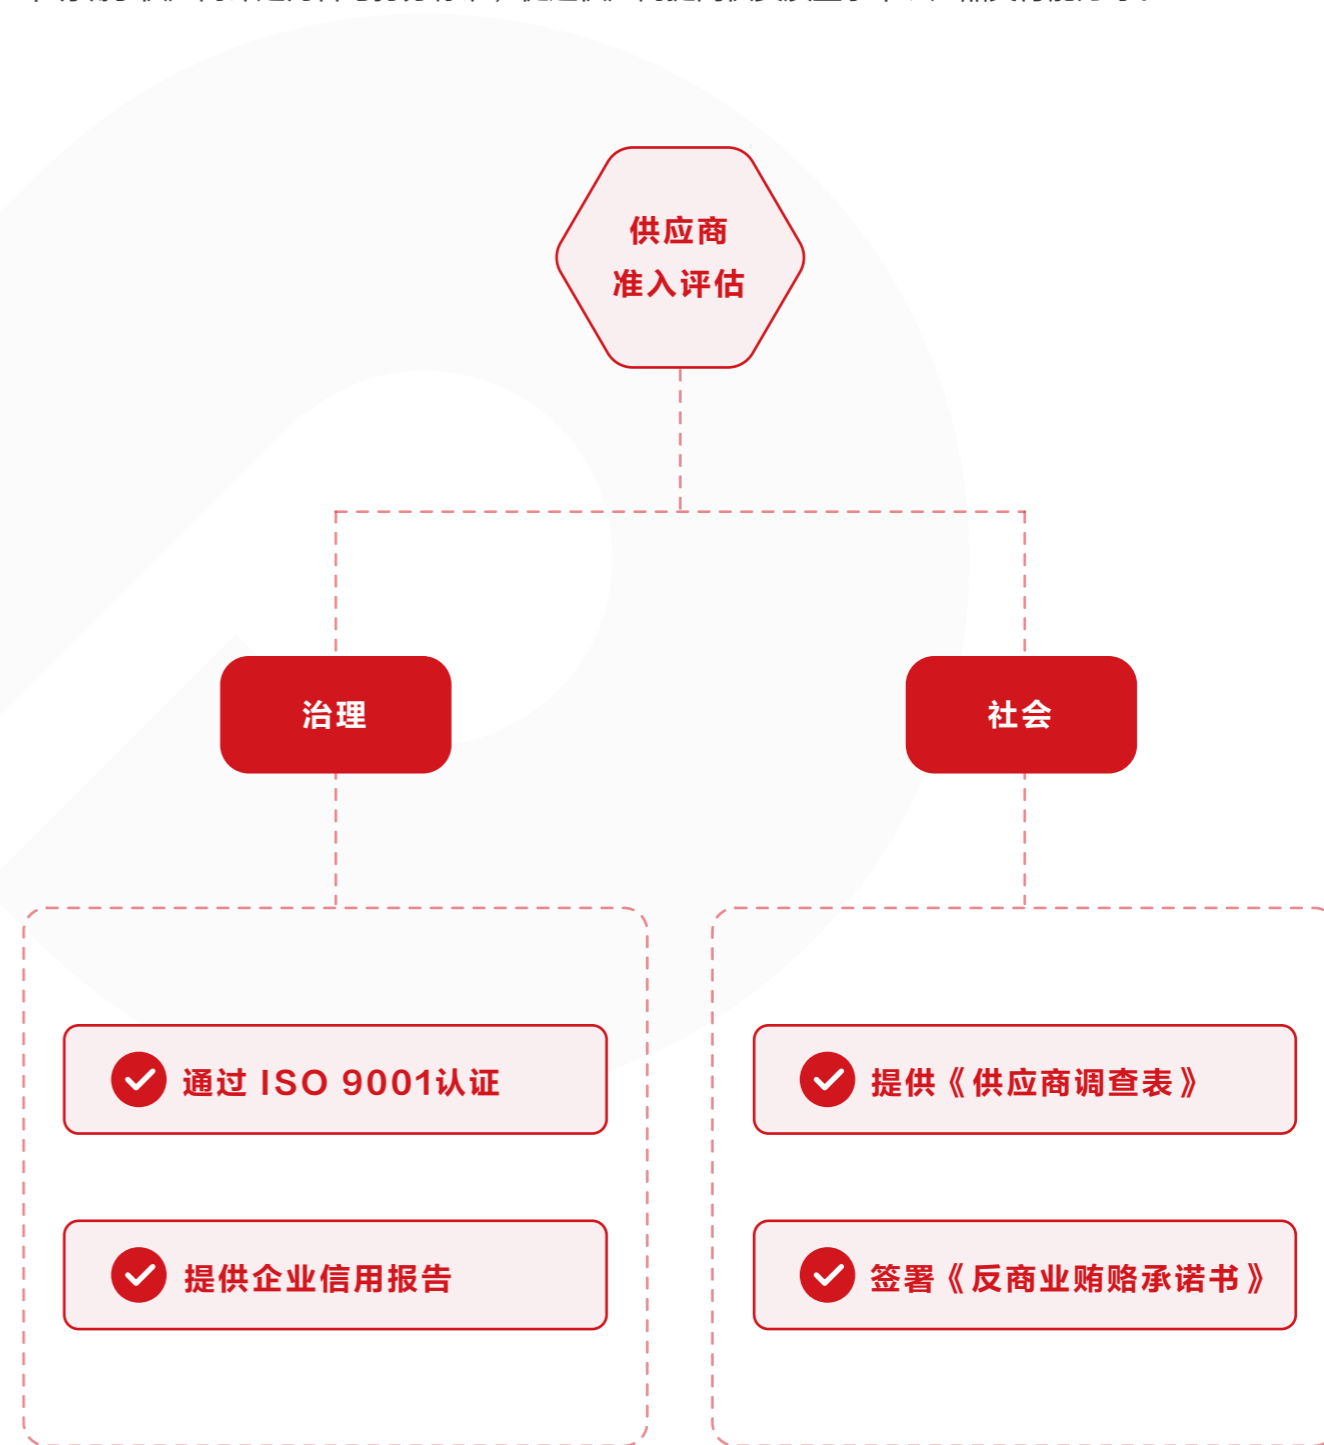 供应商
准入评估
治理
社会
通过 ISO 9001认证
提供《供应商调查表》
提供企业信用报告
签署《反商业贿赂承诺书》